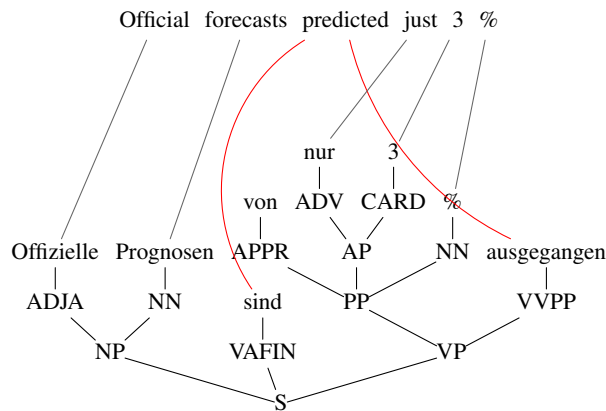 Official forecasts predicted just 3 %
nur 3
von ADV CARD %
Offizielle Prognosen APPR AP NN ausgegangen
ADJA NN sind PP VVPP
NP VAFIN VP
S